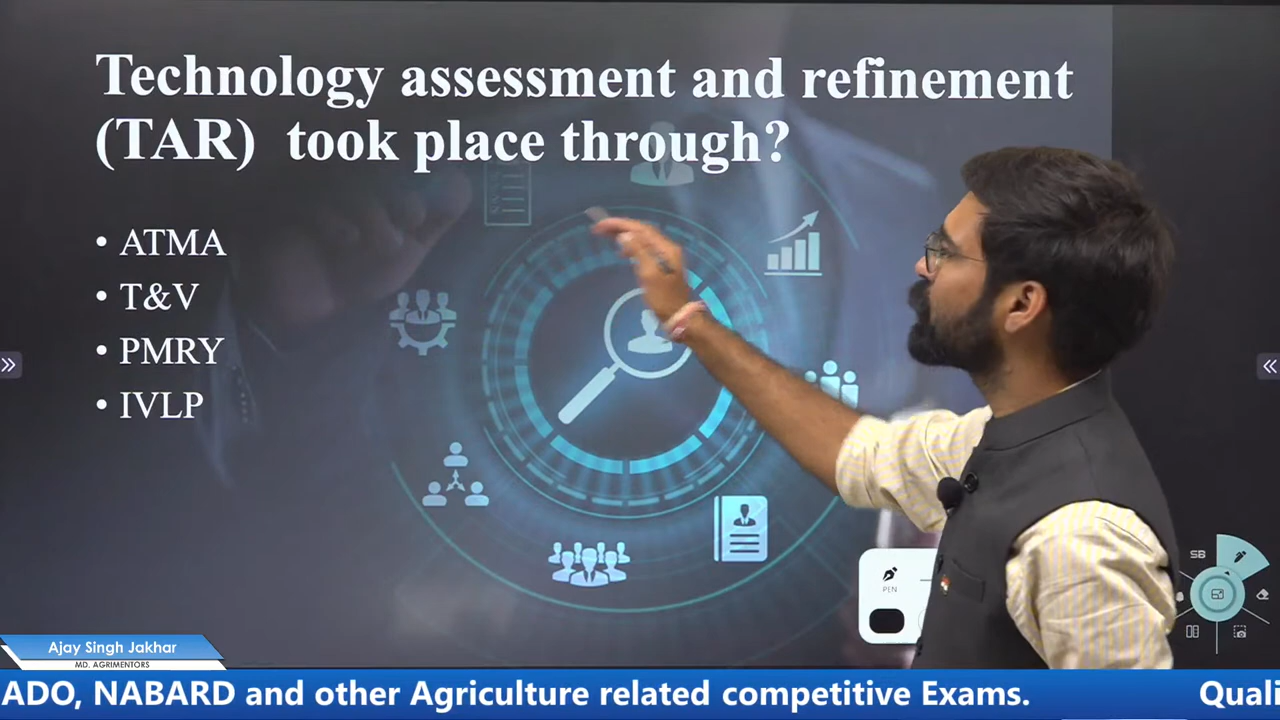 Technology assessment and refinement
(TAR) took place through?
• ATMA
• T&V
• PMRY
• IVLP
PEN
SB
Ajay Singh Jakhar
MD. AGRIMENTORS
ADO, NABARD and other Agriculture related competitive Exams.
Quali